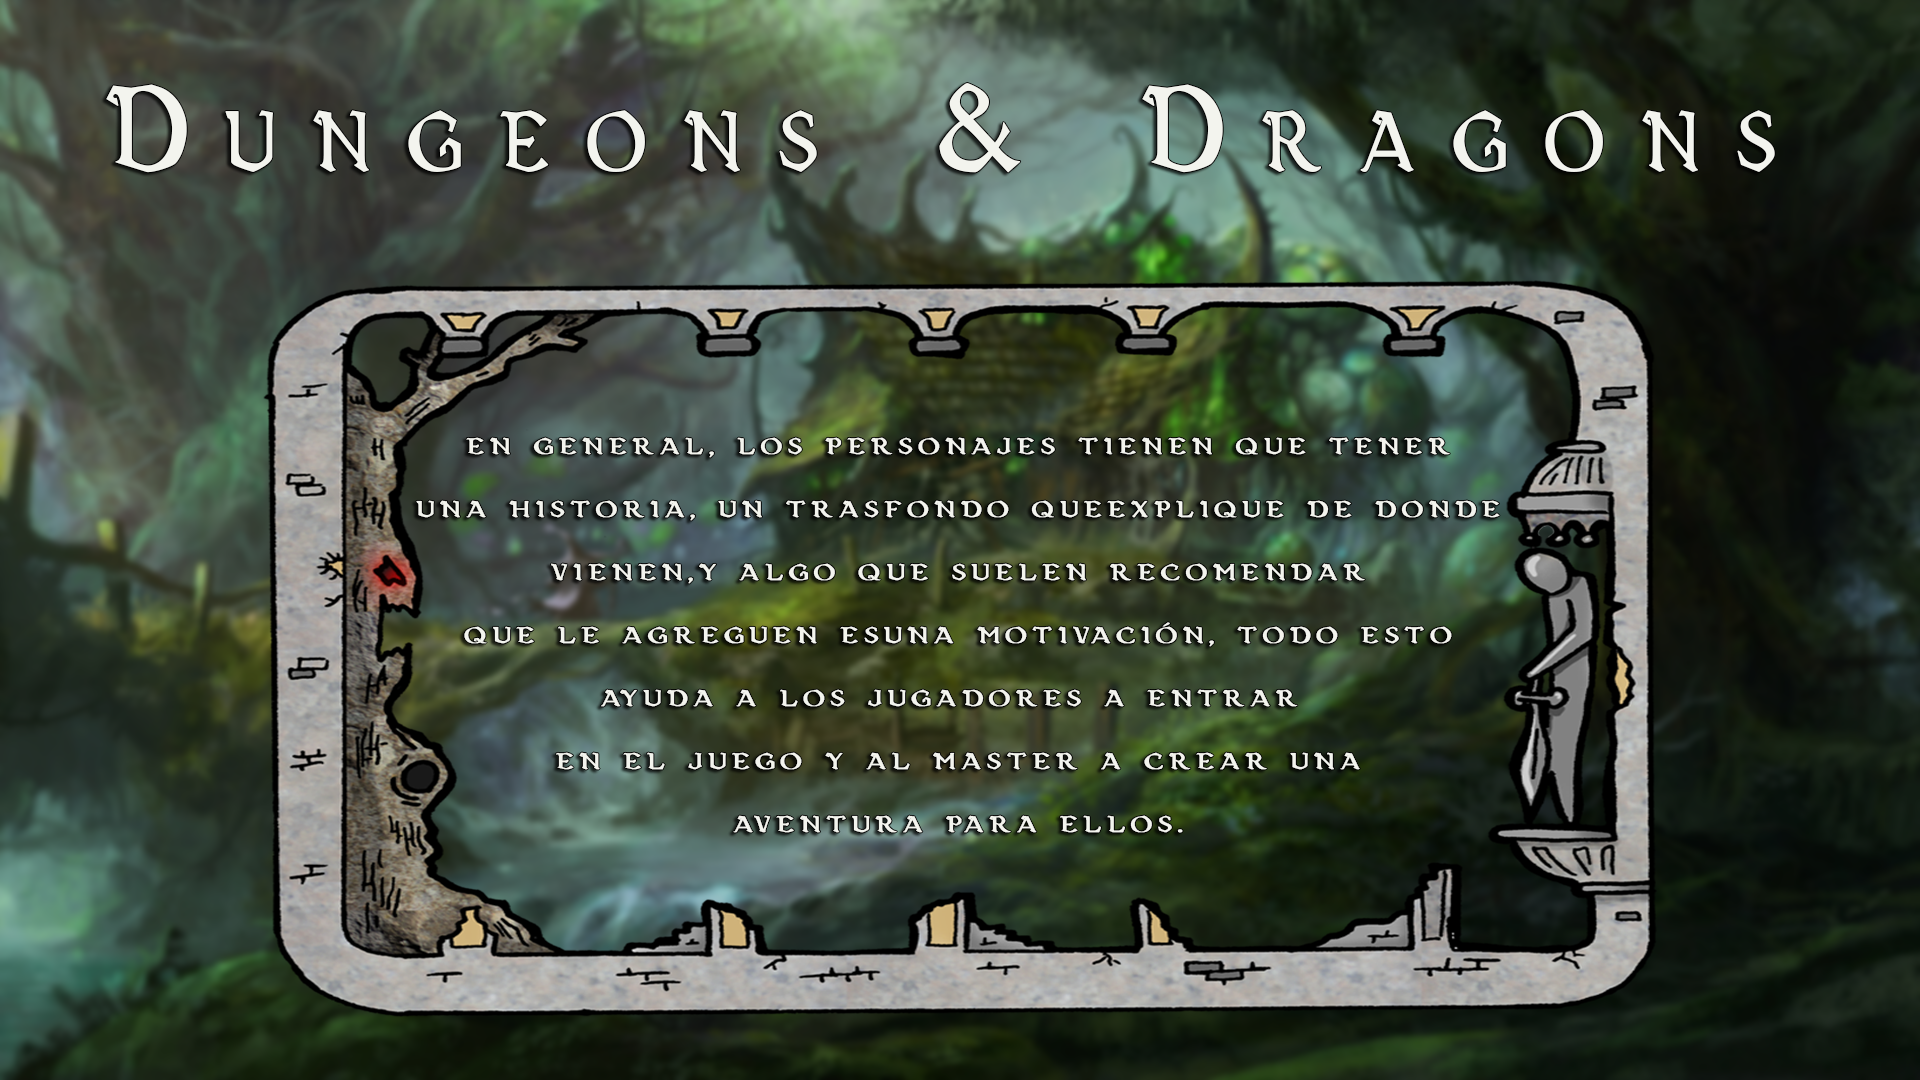 Dungeons & Dragons
EN GENERAL, LOS PERSONAJES TIENEN QUE TENER
UNA HISTORIA, UN TRASFONDO QUEEXPLIQUE DE DONDE
VIENEN,Y ALGO QUE SUELEN RECOMENDAR
QUE LE AGREGUEN ESUNA MOTIVACIÓN, TODO ESTO
AYUDA A LOS JUGADORES A ENTRAR
EN EL JUEGO Y AL MASTER A CREAR UNA
AVENTURA PARA ELLOS.